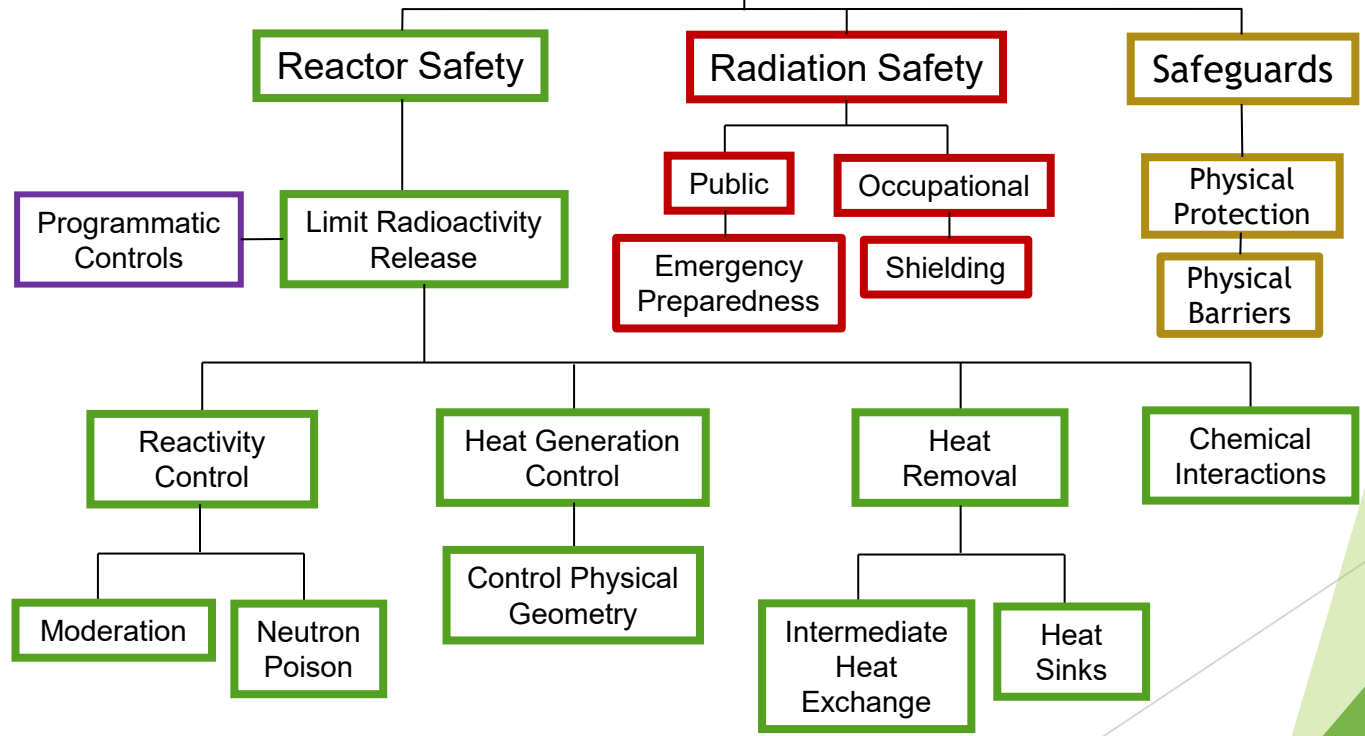 Reactor Safety
Radiation Safety
Safeguards
Programmatic
Controls
Limit Radioactivity
Release
Public
Occupational
Physical
Protection
Emergency
Preparedness
Shielding
Physical
Barriers
Reactivity
Control
Heat Generation
Control
Heat
Removal
Chemical
Interactions
Moderation
Neutron
Poison
Control Physical
Geometry
Intermediate
Heat
Exchange
Heat
Sinks